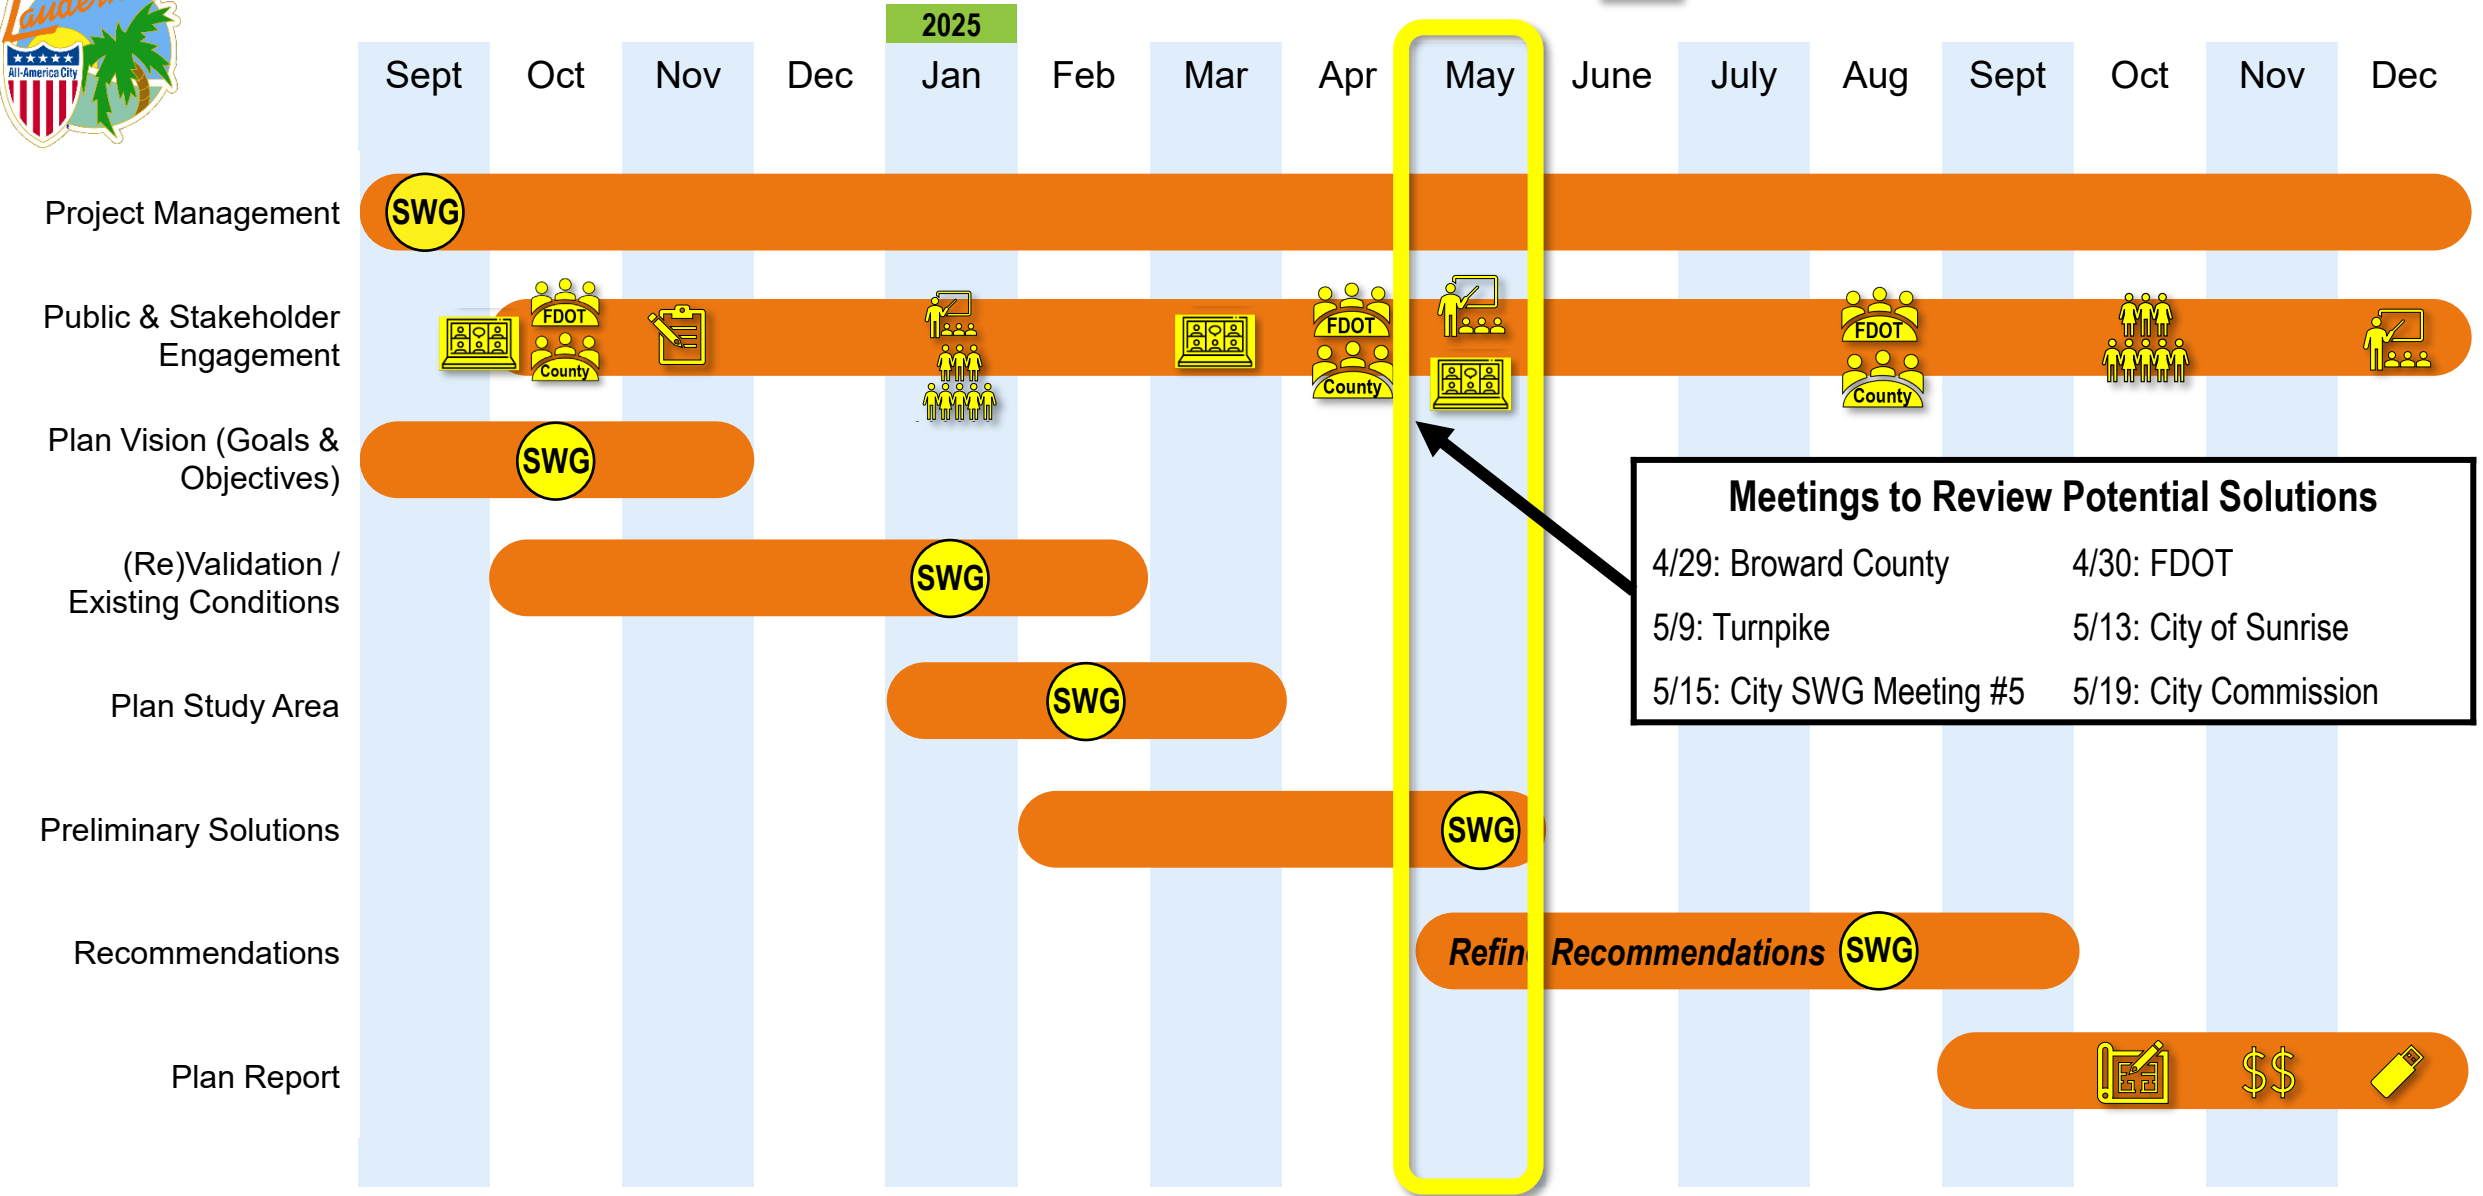 All-America City
2025
Sept Oct Nov Dec Jan Feb Mar Apr May June July Aug Sept Oct Nov Dec
Project Management
SWG
Public & Stakeholder
Engagement
FDOT
County
FDOT
County
FDOT
County
Plan Vision (Goals &
Objectives)
SWG
Meetings to Review Potential Solutions
4/29: Broward County 4/30: FDOT
5/9: Turnpike 5/13: City of Sunrise
5/15: City SWG Meeting #5 5/19: City Commission
(Re)Validation /
Existing Conditions
SWG
Plan Study Area
SWG
Preliminary Solutions
SWG
Recommendations
Recommendations SWG
Plan Report
$$